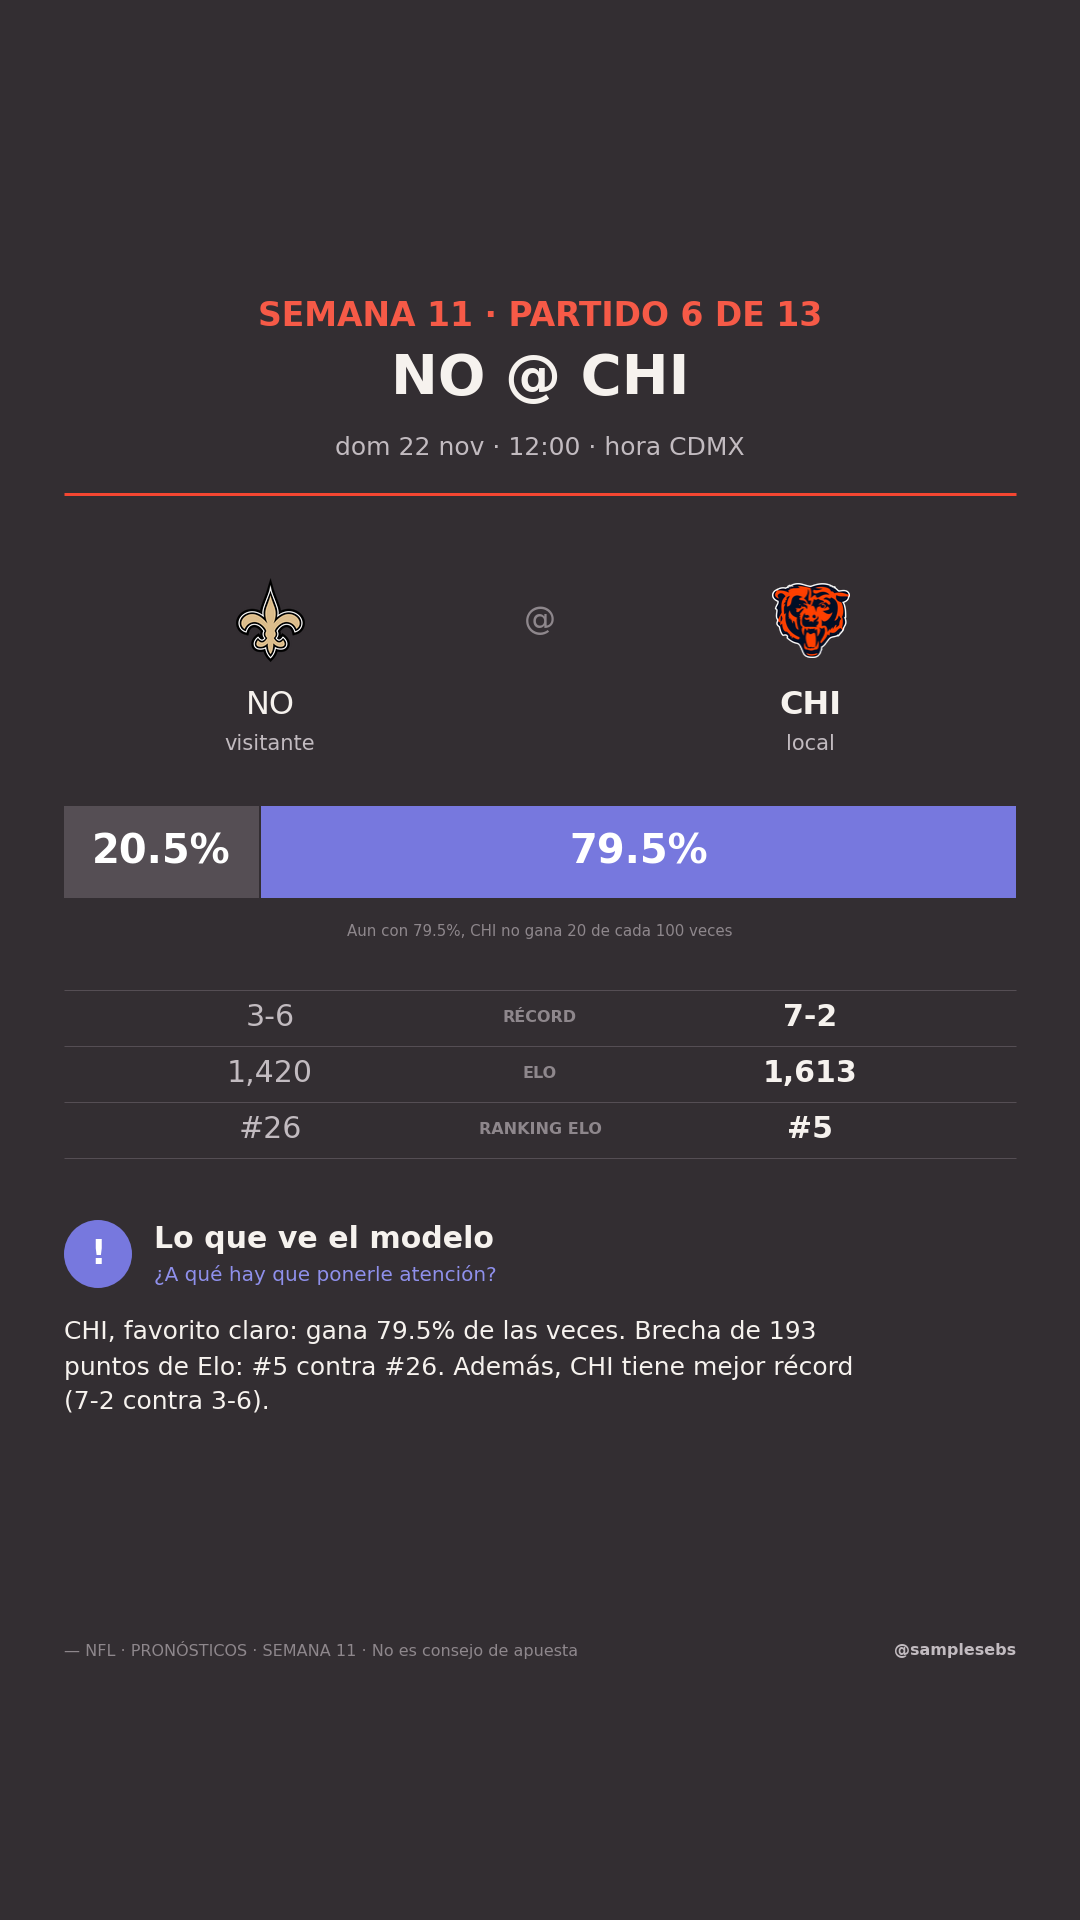 SEMANA 11 · PARTIDO 6 DE 13
NO @ CHI
dom 22 nov · 12:00 · hora CDMX
@
NO
CHI
visitante
local
20.5%
79.5%
Aun con 79.5%, CHI no gana 20 de cada 100 veces
3-6 RÉCORD 7-2
1,420 ELO 1,613
#26 RANKING ELO #5
!
Lo que ve el modelo
¿A qué hay que ponerle atención?
CHI, favorito claro: gana 79.5% de las veces. Brecha de 193
puntos de Elo: #5 contra #26. Además, CHI tiene mejor récord
(7-2 contra 3-6).
— NFL · PRONÓSTICOS · SEMANA 11 · No es consejo de apuesta
@samplesebs